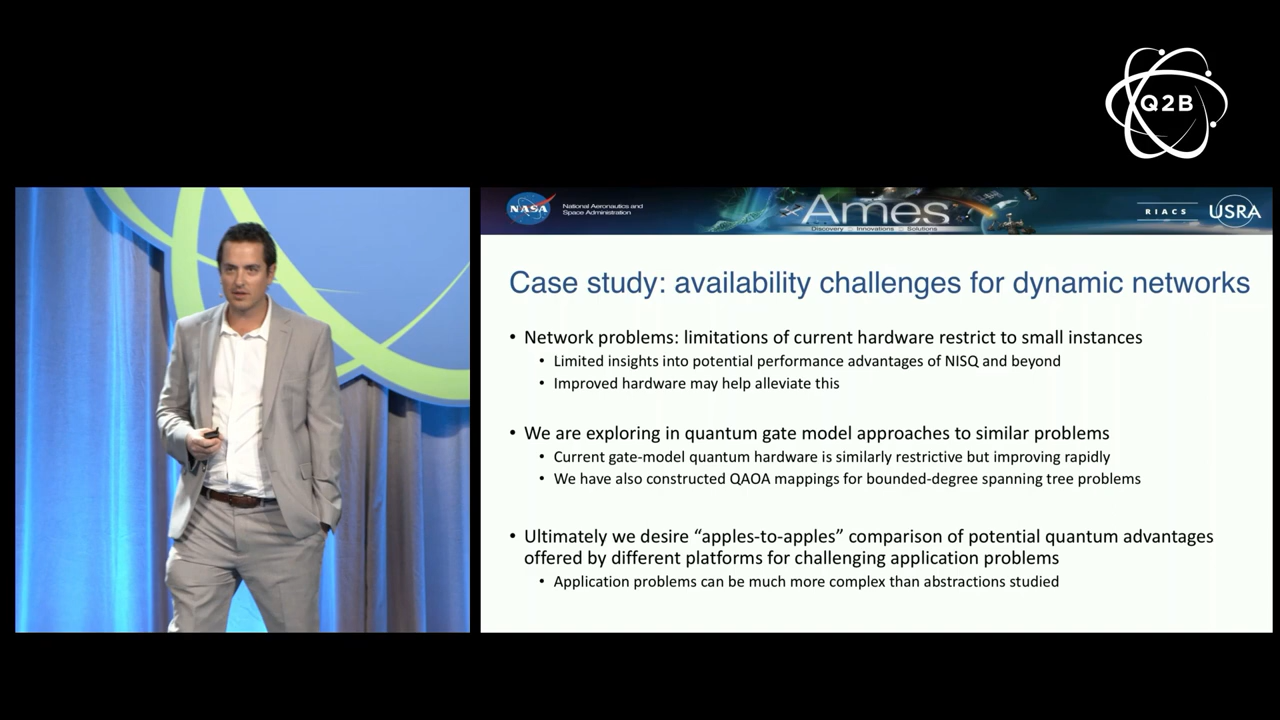 Q2B
NASA
National Aeronautics and
Space Administration
Ames
Discovery :: Innovations :: Solutions
RIACS
USRA
Case study: availability challenges for dynamic networks
• Network problems: limitations of current hardware restrict to small instances
• Limited insights into potential performance advantages of NISQ and beyond
• Improved hardware may help alleviate this
• We are exploring in quantum gate model approaches to similar problems
• Current gate-model quantum hardware is similarly restrictive but improving rapidly
• We have also constructed QAOA mappings for bounded-degree spanning tree problems
• Ultimately we desire “apples-to-apples” comparison of potential quantum advantages
offered by different platforms for challenging application problems
• Application problems can be much more complex than abstractions studied